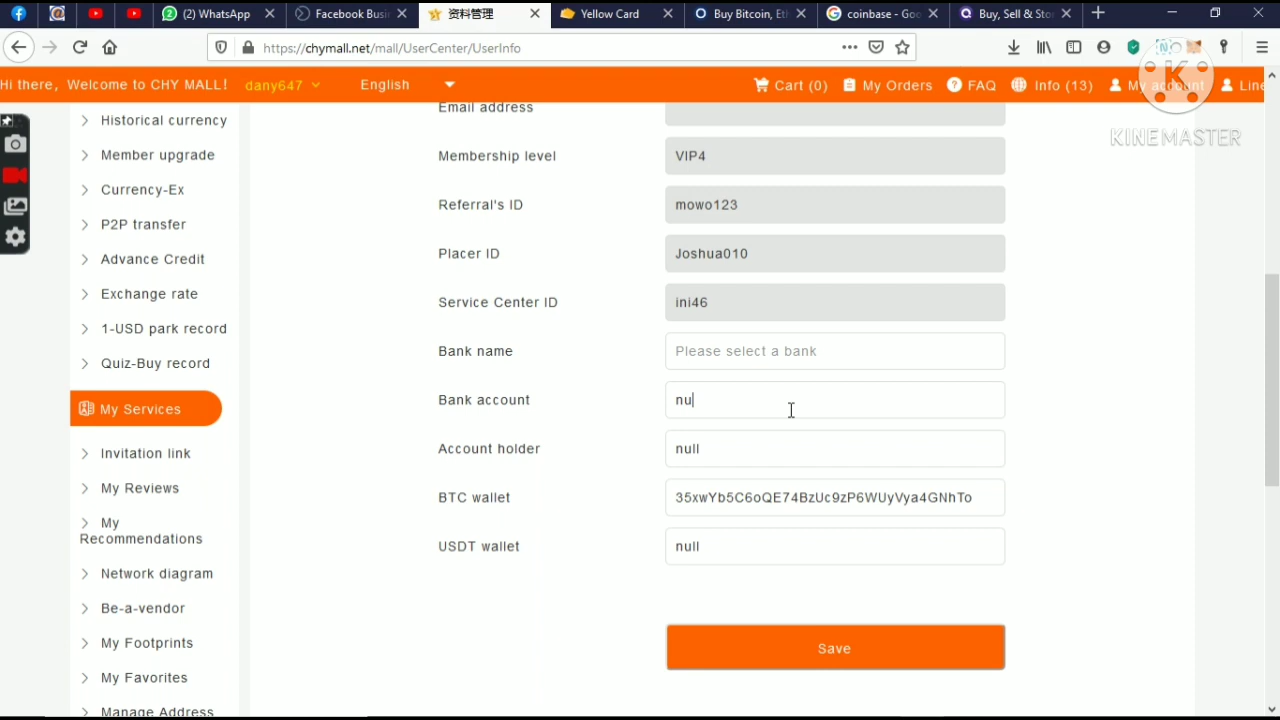 (2) WhatsApp
Facebook Busi
资料管理
Yellow Card
Buy Bitcoin, Eth
coinbase - Goo
Buy, Sell & Sto
https://chymall.net/mall/UserCenter/UserInfo
Hi there, Welcome to CHY MALL!
dany647
English
Cart (0)
My Orders
FAQ
Info (13)
My account
Line
KINEMASTER
Historical currency
Member upgrade
Currency-Ex
P2P transfer
Advance Credit
Exchange rate
1-USD park record
Quiz-Buy record
My Services
Invitation link
My Reviews
My
Recommendations
Network diagram
Be-a-vendor
My Footprints
My Favorites
Manage Address
Email address
Membership level
VIP4
Referral's ID
mowo123
Placer ID
Joshua010
Service Center ID
ini46
Bank name
Please select a bank
Bank account
nu
Account holder
null
BTC wallet
35xwYb5C6oQE74BzUc9zP6WUyVya4GNhTo
USDT wallet
null
Save